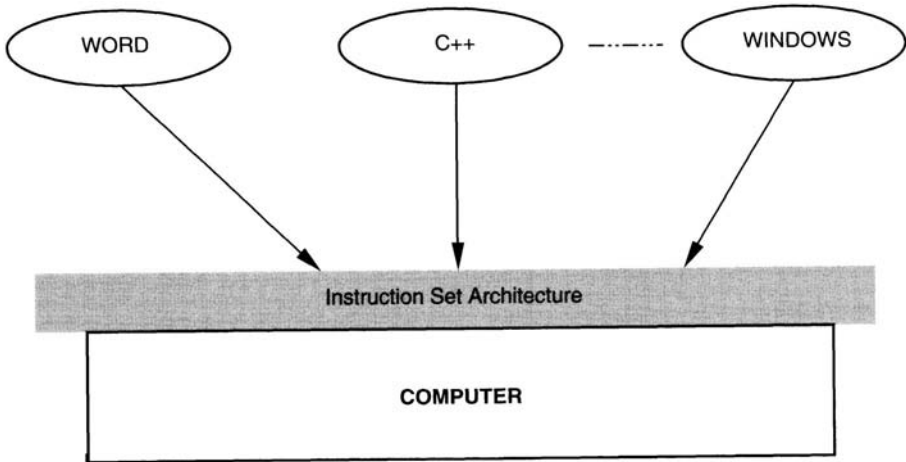 WORD
C++
WINDOWS
Instruction Set Architecture
COMPUTER